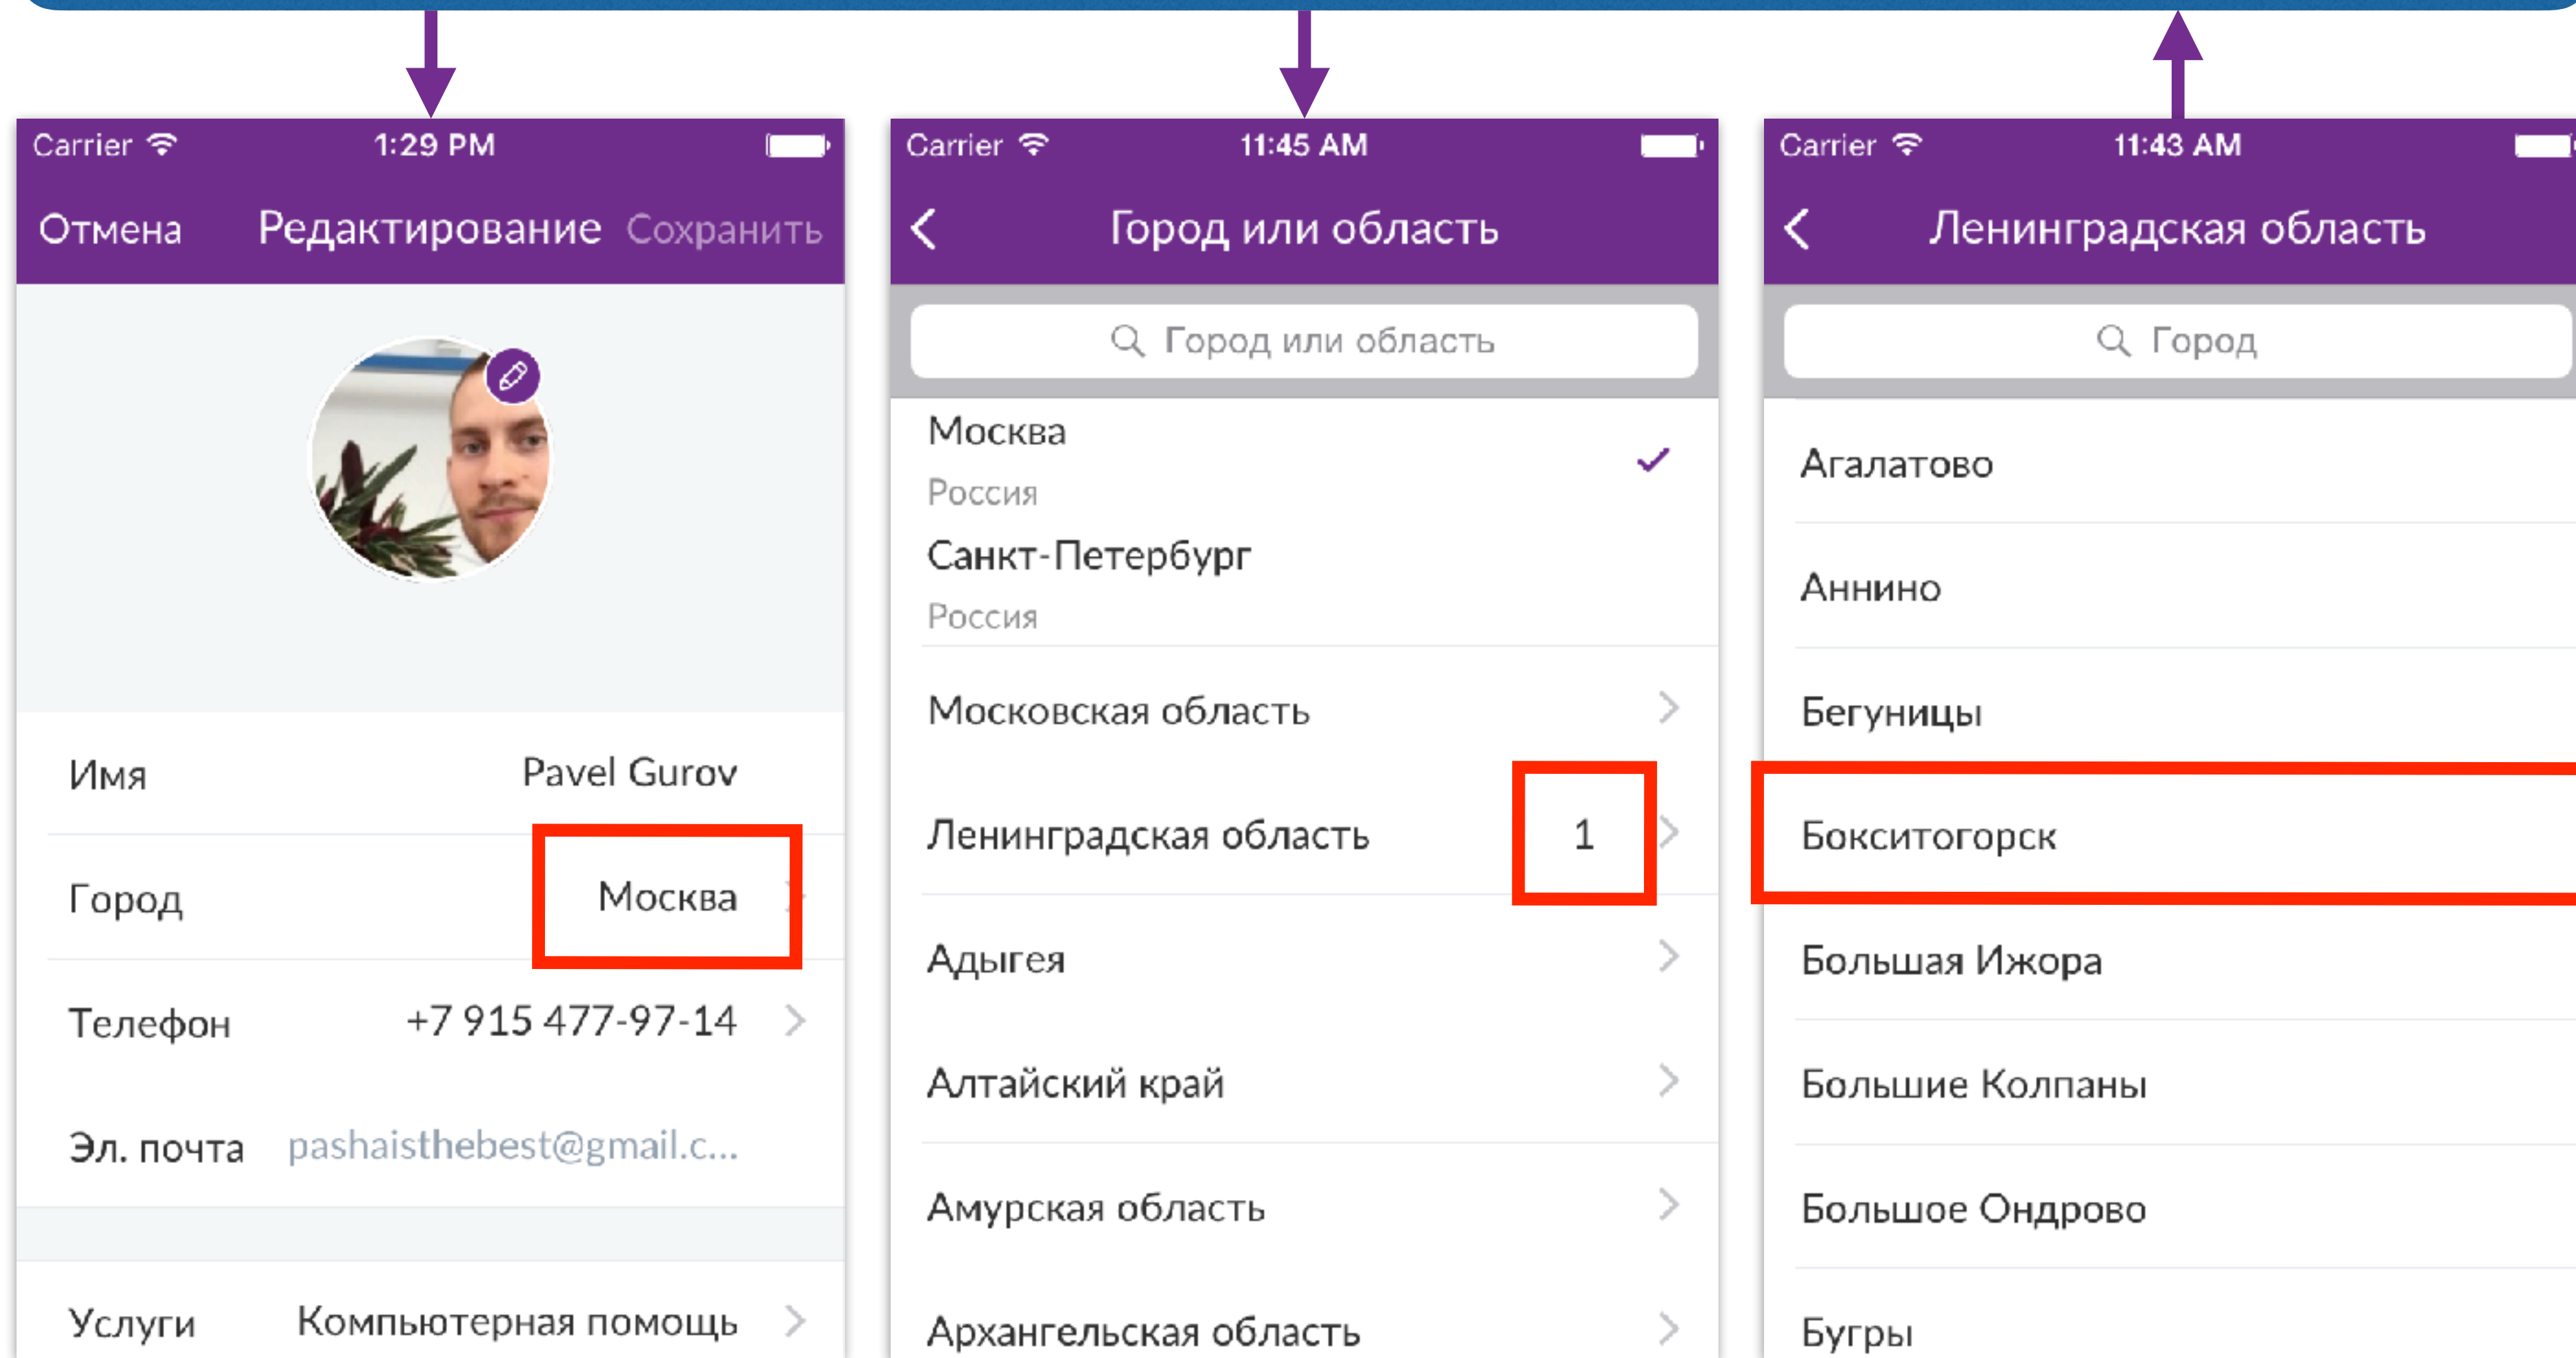 Carrier 1:29 PM
Отмена Редактирование Сохранить
Имя Pavel Gurov
Город Москва
Телефон +7 915 477-97-14
Эл. почта pashaisthebest@gmail.c...
Услуги Компьютерная помощь
Carrier 11:45 AM
Город или область
Город или область
Москва
Россия
Санкт-Петербург
Россия
Московская область
Ленинградская область 1
Адыгея
Алтайский край
Амурская область
Архангельская область
Carrier 11:43 AM
Ленинградская область
Город
Агалатово
Аннино
Бегуницы
Бокситогорск
Большая Ижора
Большие Колпаны
Большое Ондрово
Бугры